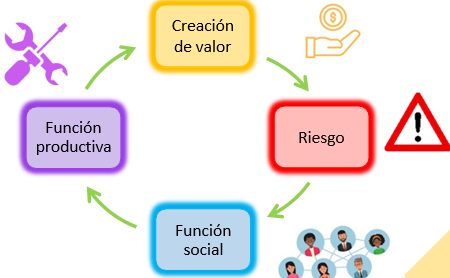 Creación
de valor
Riesgo
Función
social
Función
productiva